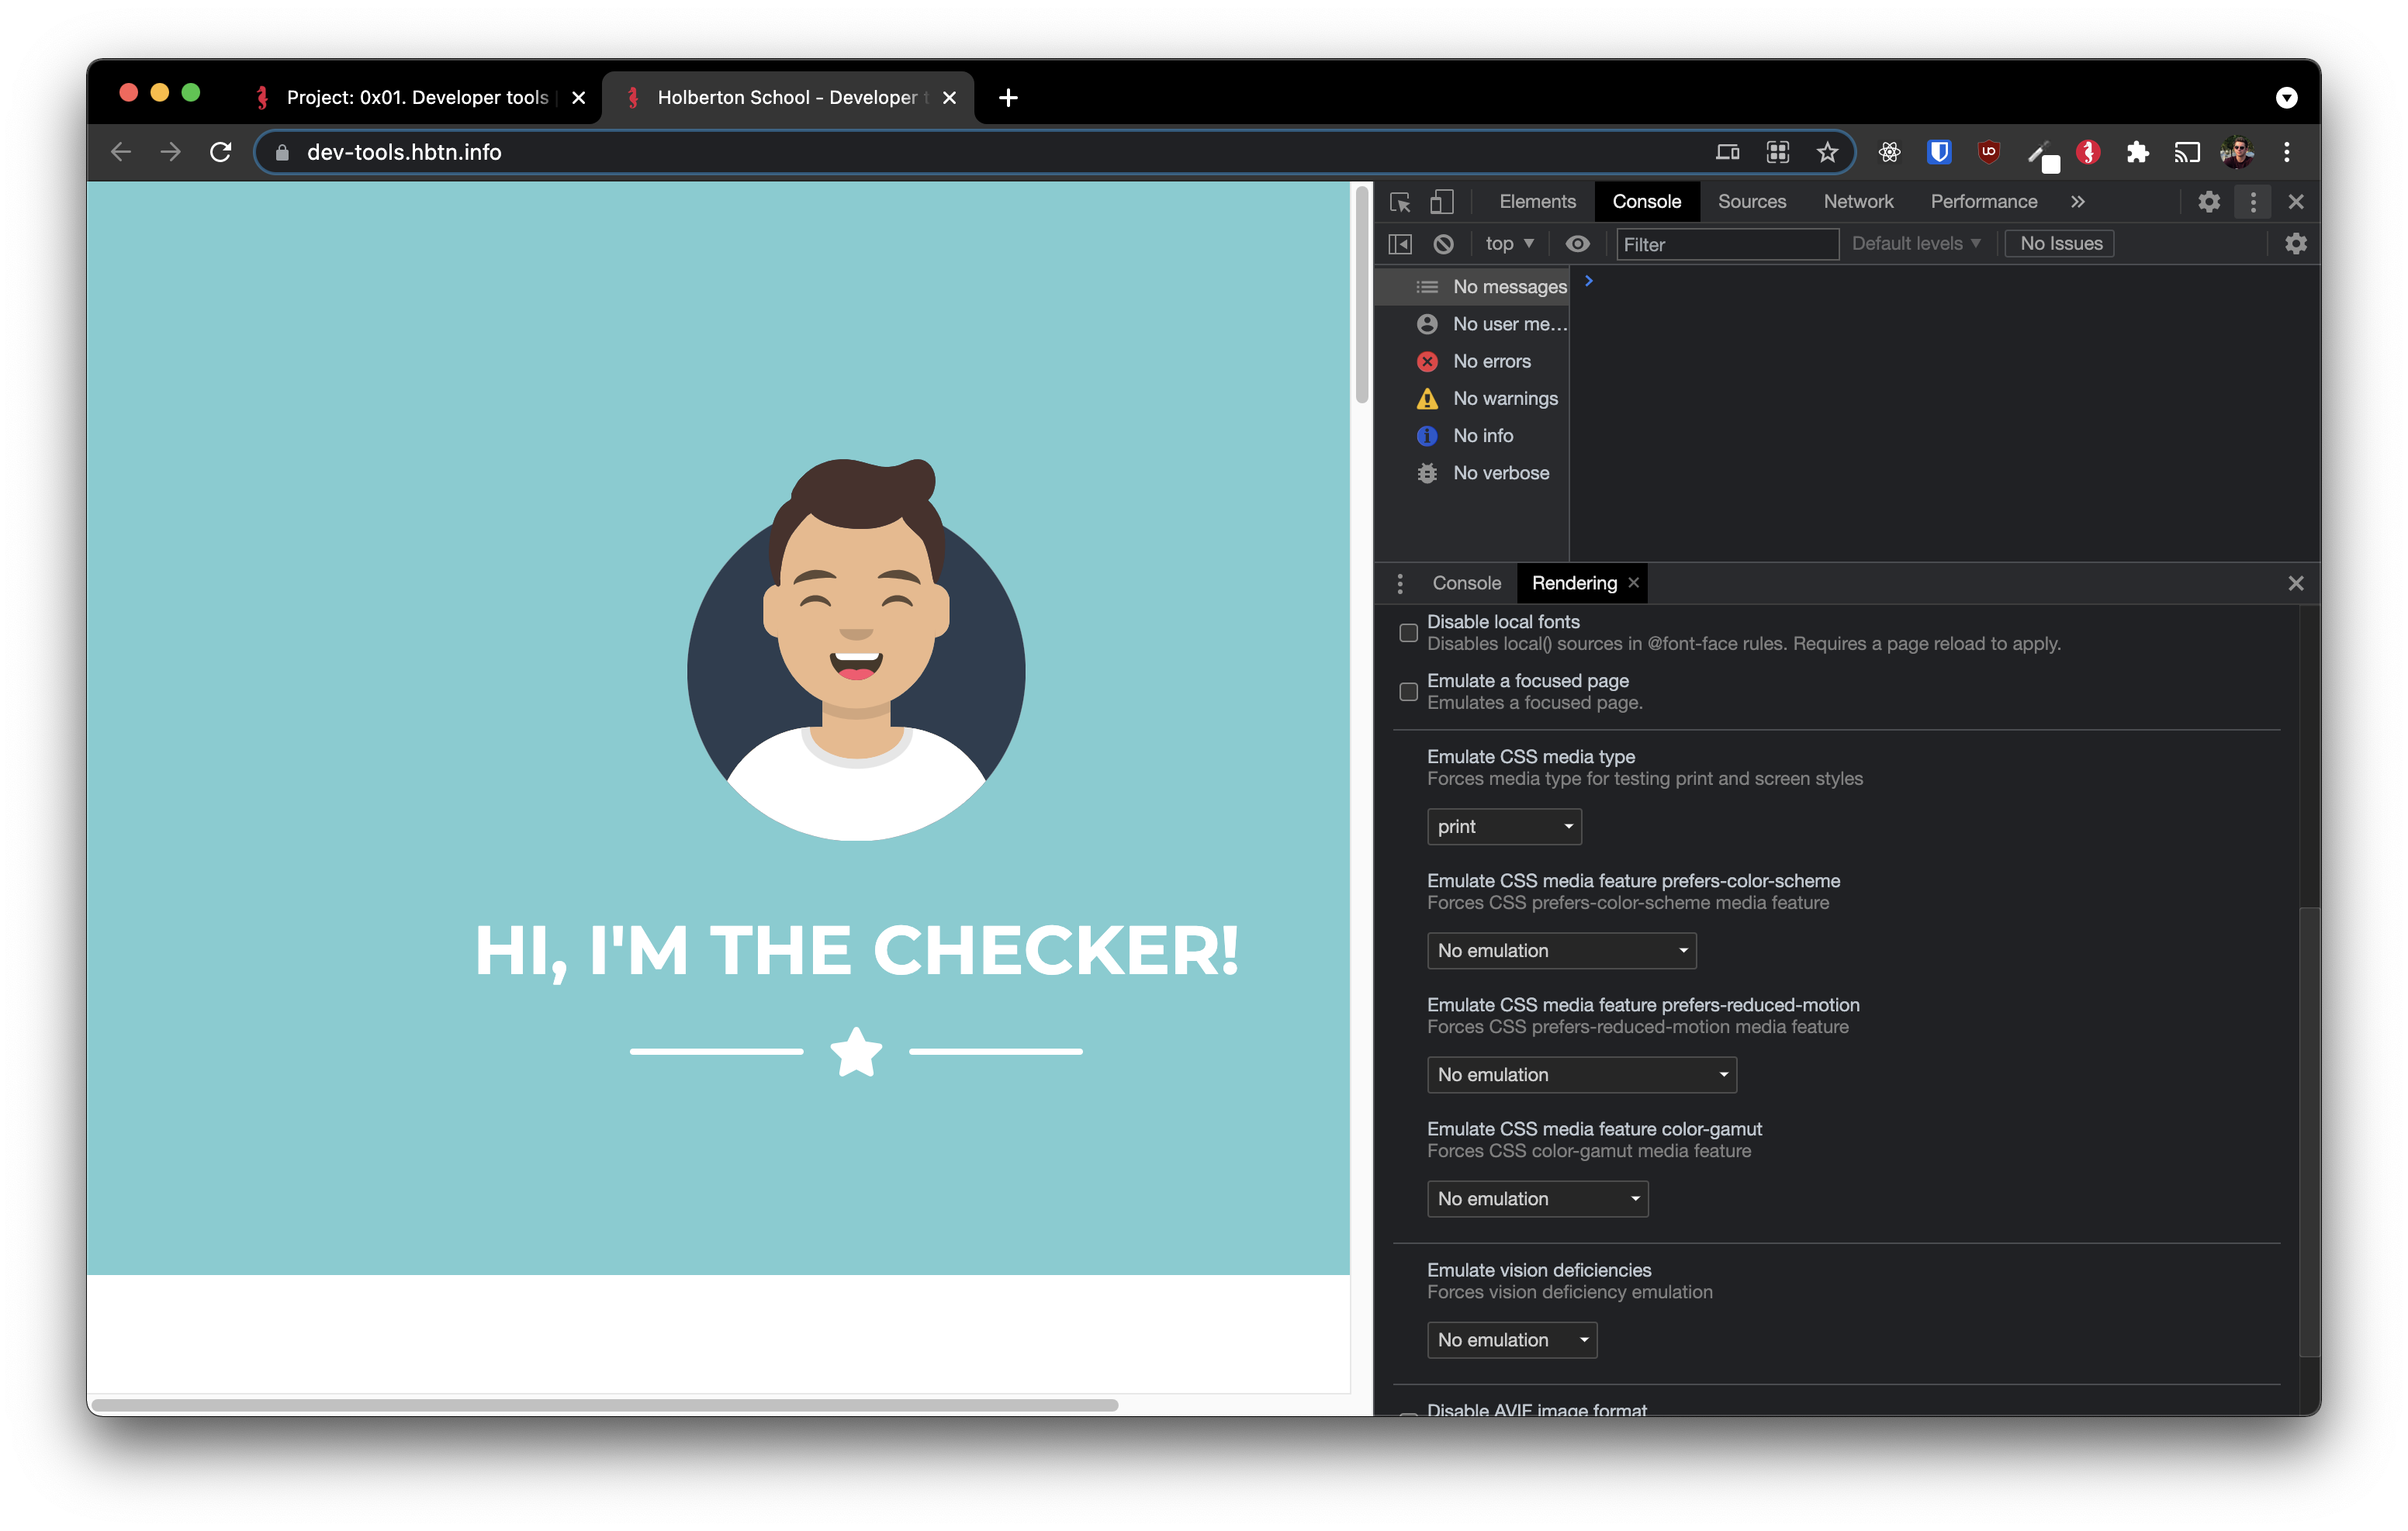 Project: 0x01. Developer tools
Holberton School - Developer t
dev-tools.hbtn.info
HI, I'M THE CHECKER!
Elements
Console
Sources
Network
Performance
top
Filter
Default levels
No Issues
No messages
No user me...
No errors
No warnings
No info
No verbose
Console
Rendering
Disable local fonts
Disables local() sources in @font-face rules. Requires a page reload to apply.
Emulate a focused page
Emulates a focused page.
Emulate CSS media type
Forces media type for testing print and screen styles
print
Emulate CSS media feature prefers-color-scheme
Forces CSS prefers-color-scheme media feature
No emulation
Emulate CSS media feature prefers-reduced-motion
Forces CSS prefers-reduced-motion media feature
No emulation
Emulate CSS media feature color-gamut
Forces CSS color-gamut media feature
No emulation
Emulate vision deficiencies
Forces vision deficiency emulation
No emulation
Disable AVIF image format